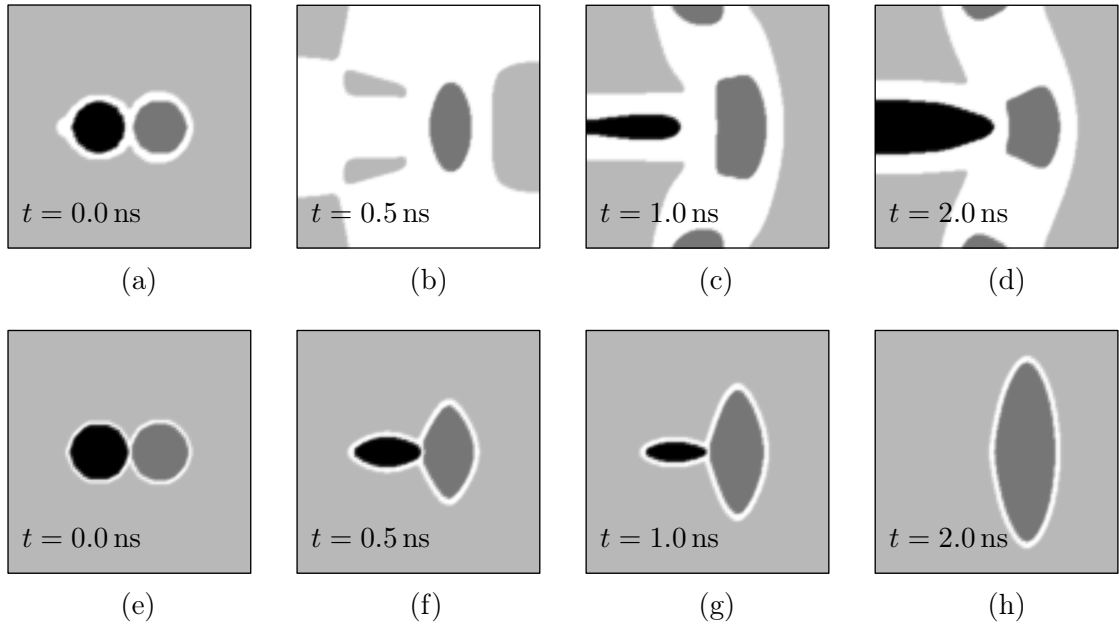 t = 0.0 ns
t = 0.5 ns
t = 1.0 ns
t = 2.0 ns
(a)
(b)
(c)
(d)
t = 0.0 ns
t = 0.5 ns
t = 1.0 ns
t = 2.0 ns
(e)
(f)
(g)
(h)